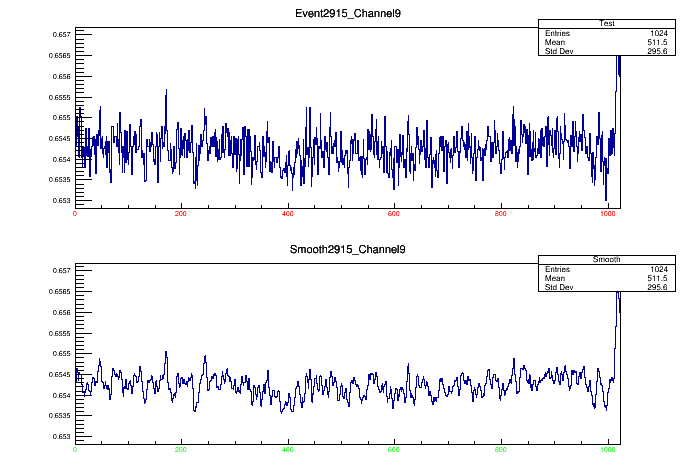 Event2915_Channel9
Test
Entries 1024
Mean 511.5
Std Dev 295.6
0.657
0.6565
0.656
0.6555
0.655
0.6545
0.654
0.6535
0.653
0 200 400 600 800 1000
Smooth2915_Channel9
Smooth
Entries 1024
Mean 511.5
Std Dev 295.6
0.657
0.6565
0.656
0.6555
0.655
0.6545
0.654
0.6535
0.653
0 200 400 600 800 1000